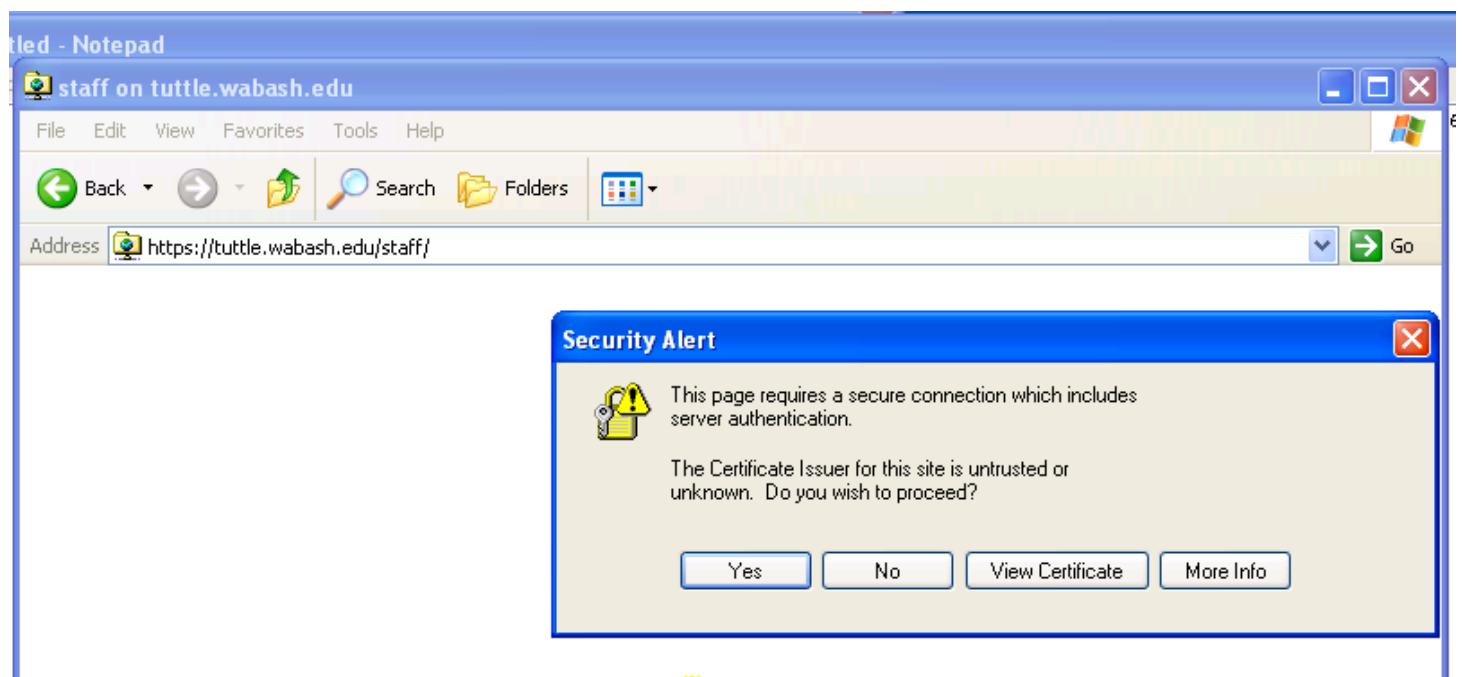 tled - Notepad
staff on tuttle.wabash.edu
File Edit View Favorites Tools Help
Back Search Folders
Address https://tuttle.wabash.edu/staff/ Go
Security Alert
This page requires a secure connection which includes
server authentication.
The Certificate Issuer for this site is untrusted or
unknown. Do you wish to proceed?
Yes No View Certificate More Info